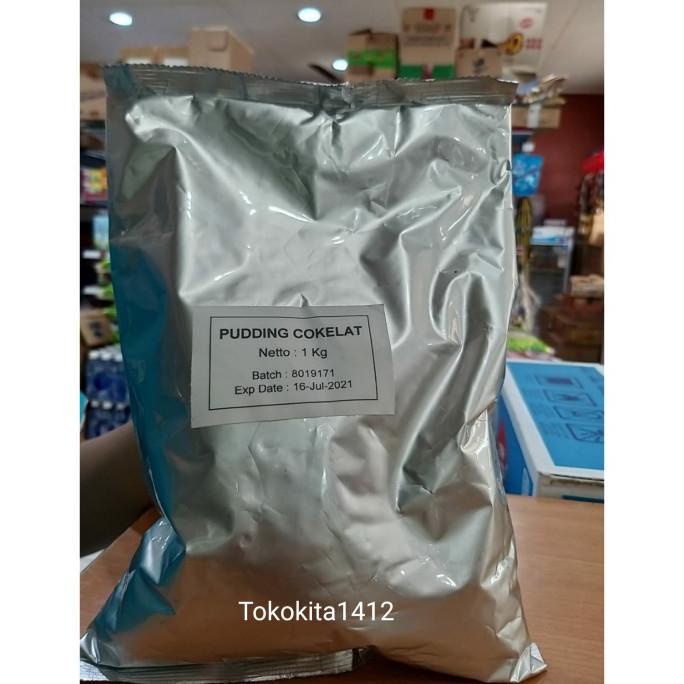 PUDDING COKELAT
Netto : 1 Kg
Batch : 8019171
Exp Date : 16-Jul-2021
Tokokita1412